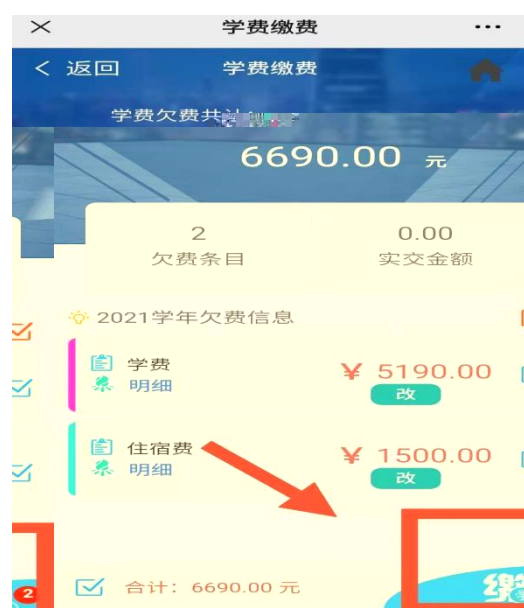 学费缴费
返回 学费缴费
学费欠费共
6690.00 元
2 0.00
欠费条目 实交金额
2021学年欠费信息
学费 ¥ 5190.00
明细 改
住宿费 ¥ 1500.00
明细 改
2
合计：6690.00 元 缴